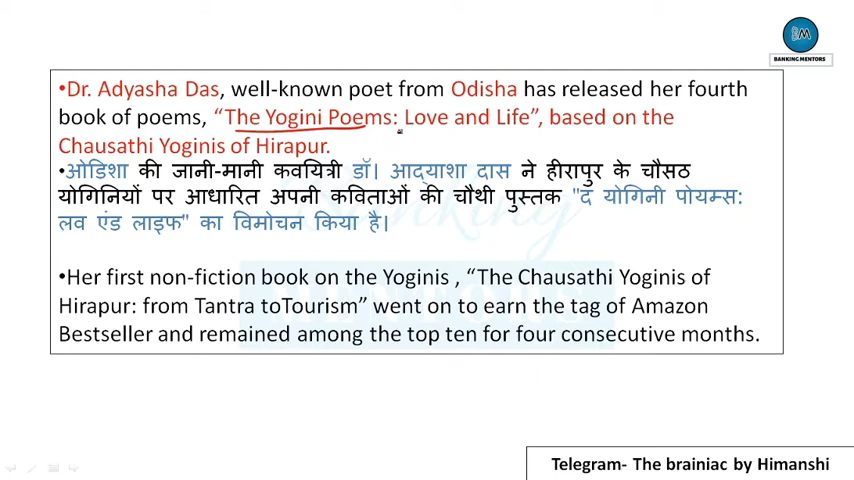 BM
BANKING MENTORS
•Dr. Adyasha Das, well-known poet from Odisha has released her fourth
book of poems, “The Yogini Poems: Love and Life”, based on the
Chausathi Yoginis of Hirapur.
•ओडिशा की जानी-मानी कवयित्री डॉ। आद्याशा दास ने हीरापुर के चौसठ
योगिनियों पर आधारित अपनी कविताओं की चौथी पुस्तक "द योगिनी पोयम्स:
लव एंड लाइफ" का विमोचन किया है।
•Her first non-fiction book on the Yoginis , “The Chausathi Yoginis of
Hirapur: from Tantra toTourism” went on to earn the tag of Amazon
Bestseller and remained among the top ten for four consecutive months.
Telegram- The brainiac by Himanshi